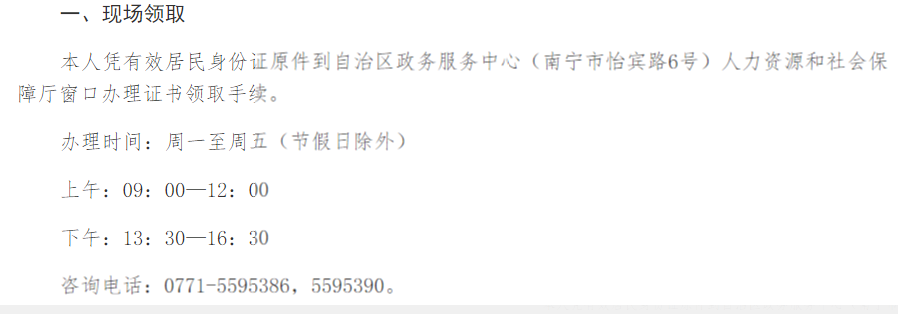 一、现场领取
本人凭有效居民身份证原件到自治区政务服务中心（南宁市怡宾路6号）人力资源和社会保
障厅窗口办理证书领取手续。
办理时间：周一至周五（节假日除外）
上午：09：00—12：00
下午：13：30—16：30
咨询电话：0771-5595386，5595390。